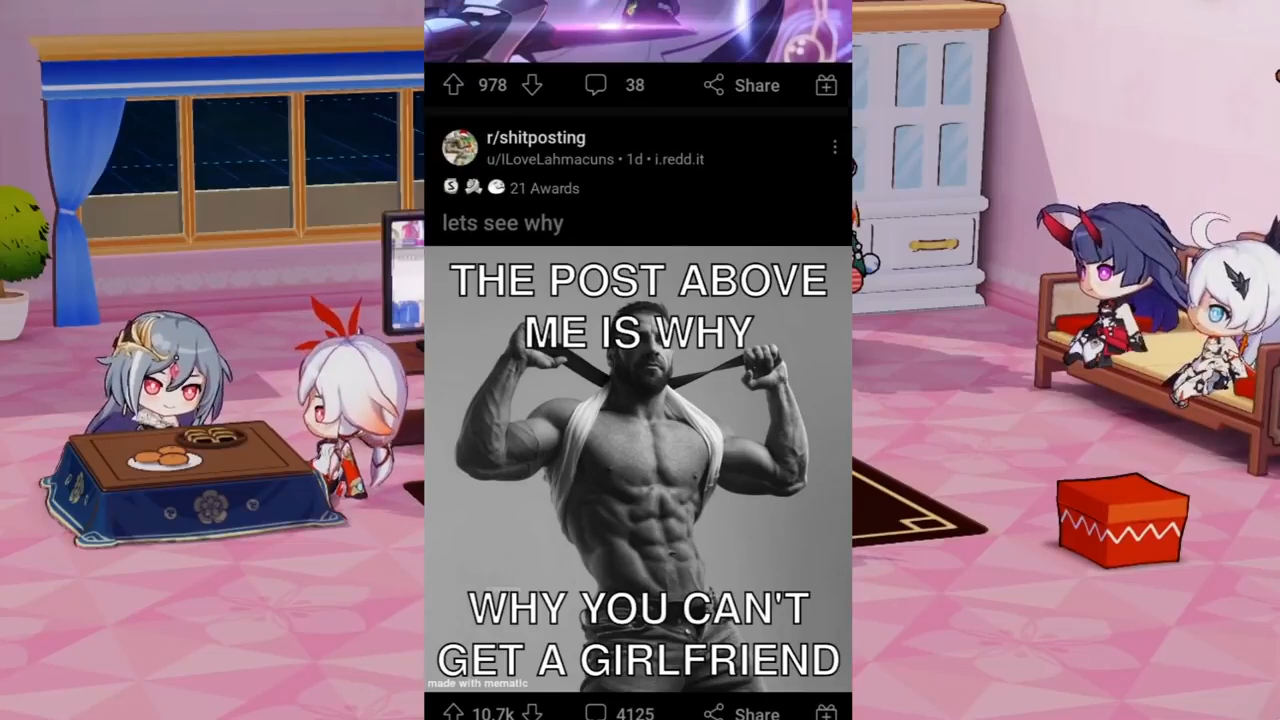 978
38
Share
r/shitposting
u/ILoveLahmacuns • 1d • i.redd.it
21 Awards
lets see why
THE POST ABOVE
ME IS WHY
WHY YOU CAN'T
GET A GIRLFRIEND
made with mematic
10.7k
4125
Share